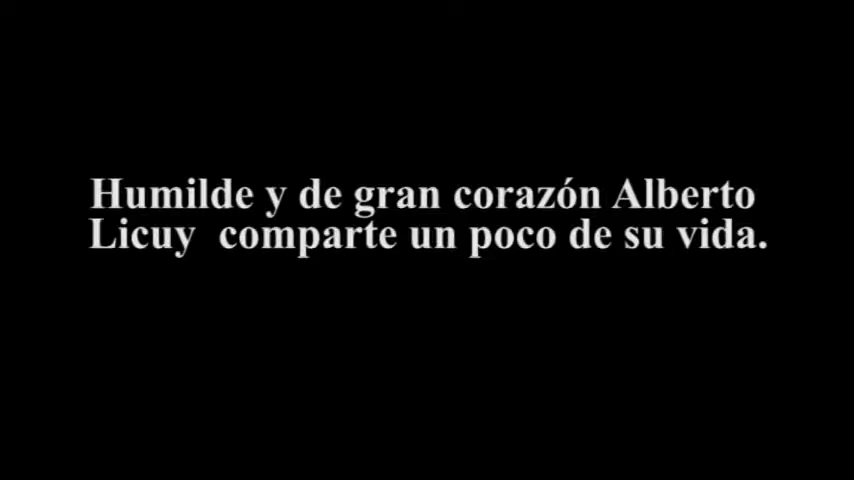 Humilde y de gran corazón Alberto
Licuy  comparte un poco de su vida.